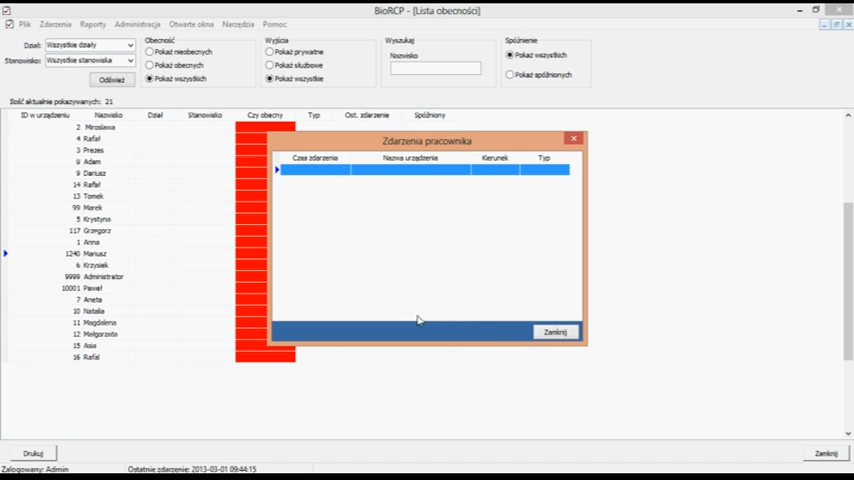 BioRCP - [Lista obecności]
Plik Zdarzenia Raporty Administracja Otwarte okna Narzędzia Pomoc
Dział: Wszystkie działy
Stanowisko: Wszystkie stanowiska
Odśwież
Obecność
Pokaż nieobecnych
Pokaż obecnych
Pokaż wszystkich
Wyjścia
Pokaż prywatne
Pokaż służbowe
Pokaż wszystkie
Wyszukaj
Nazwisko
Spóźnienie
Pokaż wszystkich
Pokaż spóźnionych
Ilość aktualnie pokazywanych: 21
ID w urządzeniu Nazwisko Dział Stanowisko Czy obecny Typ Ost. zdarzenie Spóźniony
2 Mirosława
4 Rafał
3 Prezes
8 Adam
9 Dariusz
14 Rafał
13 Tomek
99 Marek
5 Krystyna
117 Grzegorz
1 Anna
1240 Mariusz
6 Krzysiek
9999 Administrator
10001 Paweł
7 Aneta
10 Natalia
11 Magdalena
12 Małgorzata
15 Asia
16 Rafal
Zdarzenia pracownika
Czas zdarzenia Nazwa urządzenia Kierunek Typ
Zamknij
Drukuj
Zamknij
Zalogowany: Admin Ostatnie zdarzenie: 2013-03-01 09:44:15